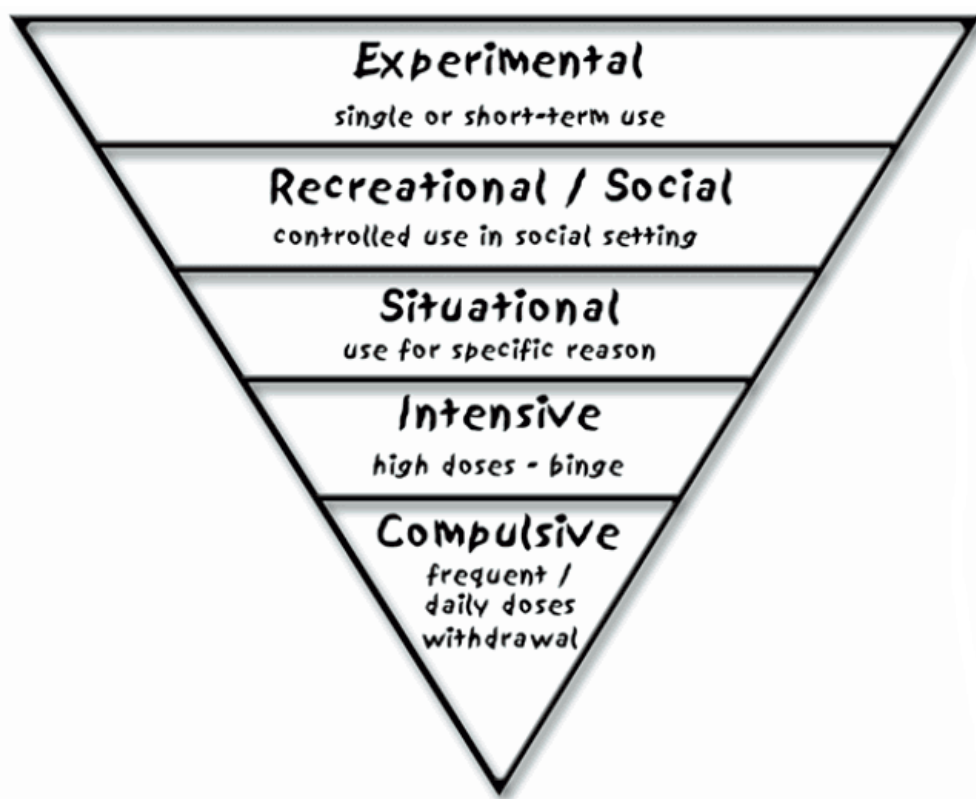 Experimental
single or short-term use
Recreational / Social
controlled use in social setting
Situational
use for specific reason
Intensive
high doses - binge
Compulsive
frequent /
daily doses
withdrawal